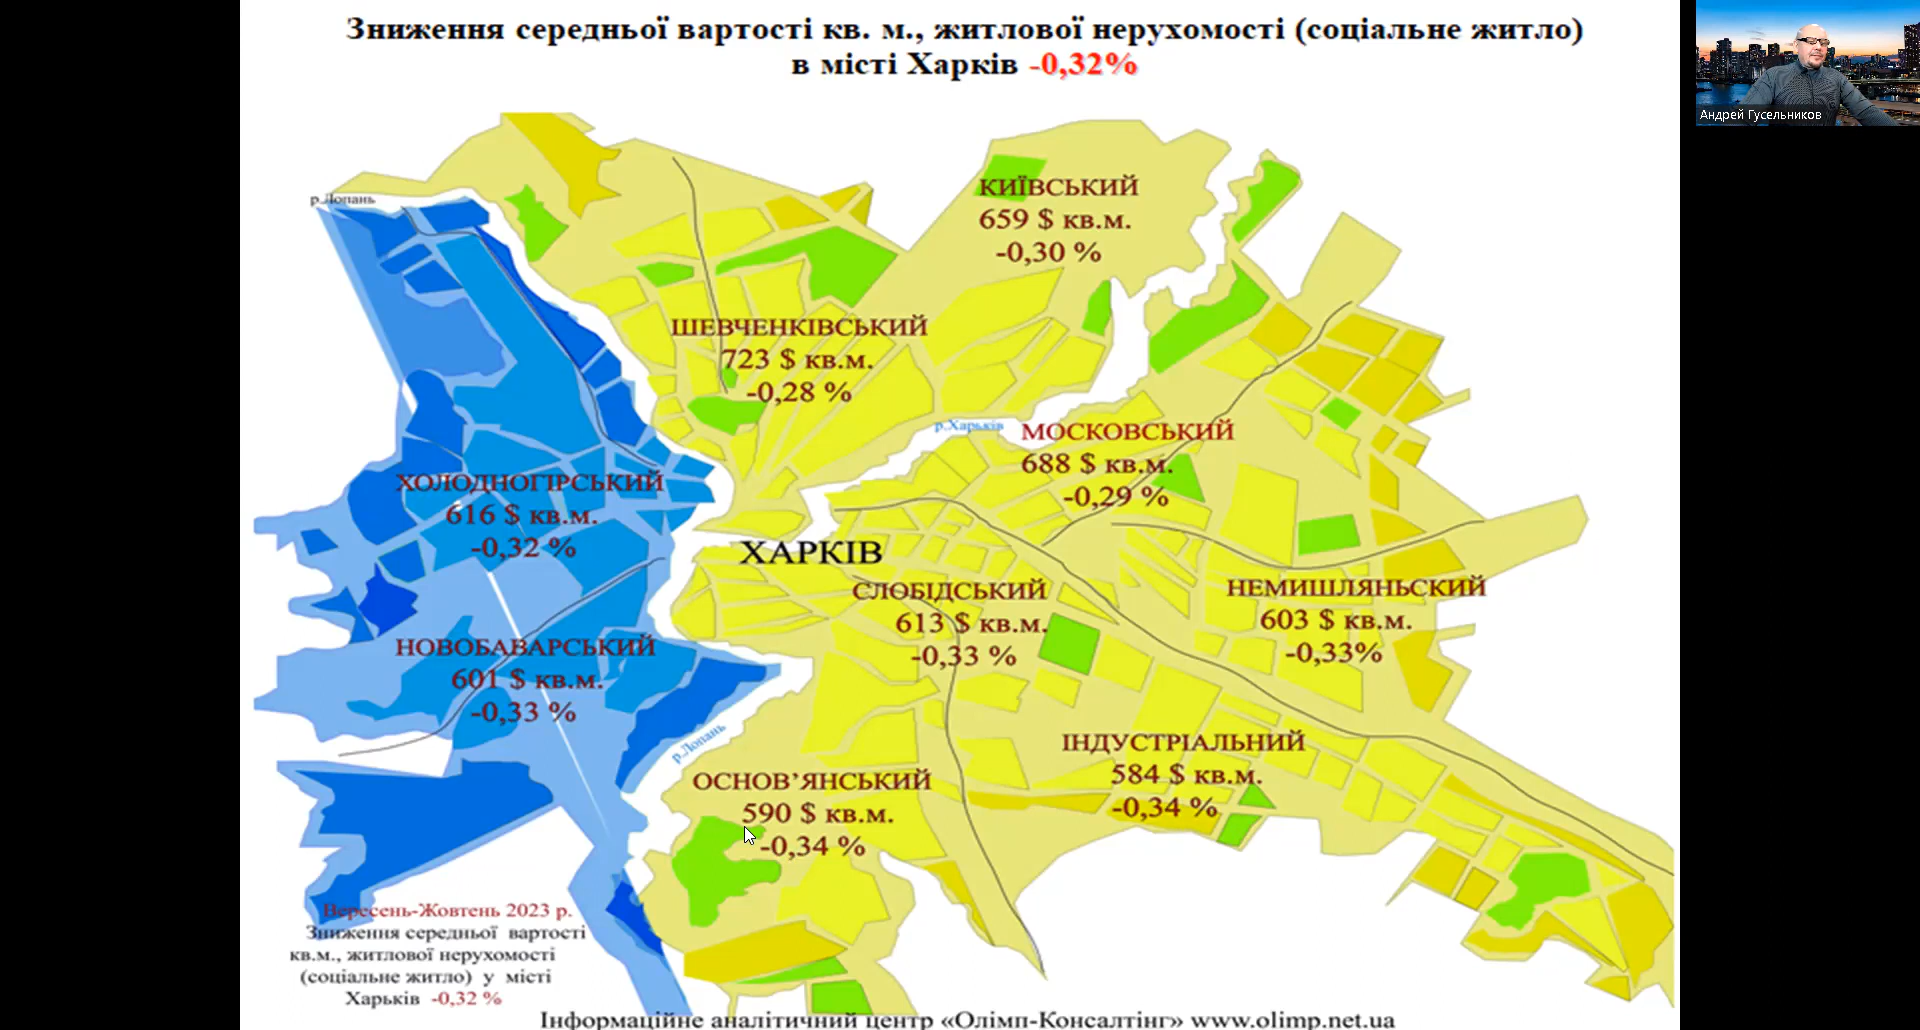 Зниження середньої вартості кв. м., житлової нерухомості (соціальне житло)
в місті Харків -0,32%
Андрей Гусельников
р.Лопань
КИЇВСЬКИЙ
659 $ кв.м.
-0,30 %
ШЕВЧЕНКІВСЬКИЙ
723 $ кв.м.
-0,28 %
р.Харьків
МОСКОВСЬКИЙ
688 $ кв.м.
-0,29 %
ХОЛОДНОГІРСЬКИЙ
616 $ кв.м.
-0,32 %
ХАРКІВ
СЛОБІДСЬКИЙ
613 $ кв.м.
-0,33 %
НЕМИШЛЯНЬСКИЙ
603 $ кв.м.
-0,33%
НОВОБАВАРСЬКИЙ
601 $ кв.м.
-0,33 %
р.Лопань
ІНДУСТРІАЛЬНИЙ
584 $ кв.м.
-0,34 %
ОСНОВ’ЯНСЬКИЙ
590 $ кв.м.
-0,34 %
Вересень-Жовтень 2023 р.
Зниження середньої вартості
кв.м., житлової нерухомості
(соціальне житло) у місті
Харьків -0,32 %
Інформаційне аналітичний центр «Олімп-Консалтінг» www.olimp.net.ua